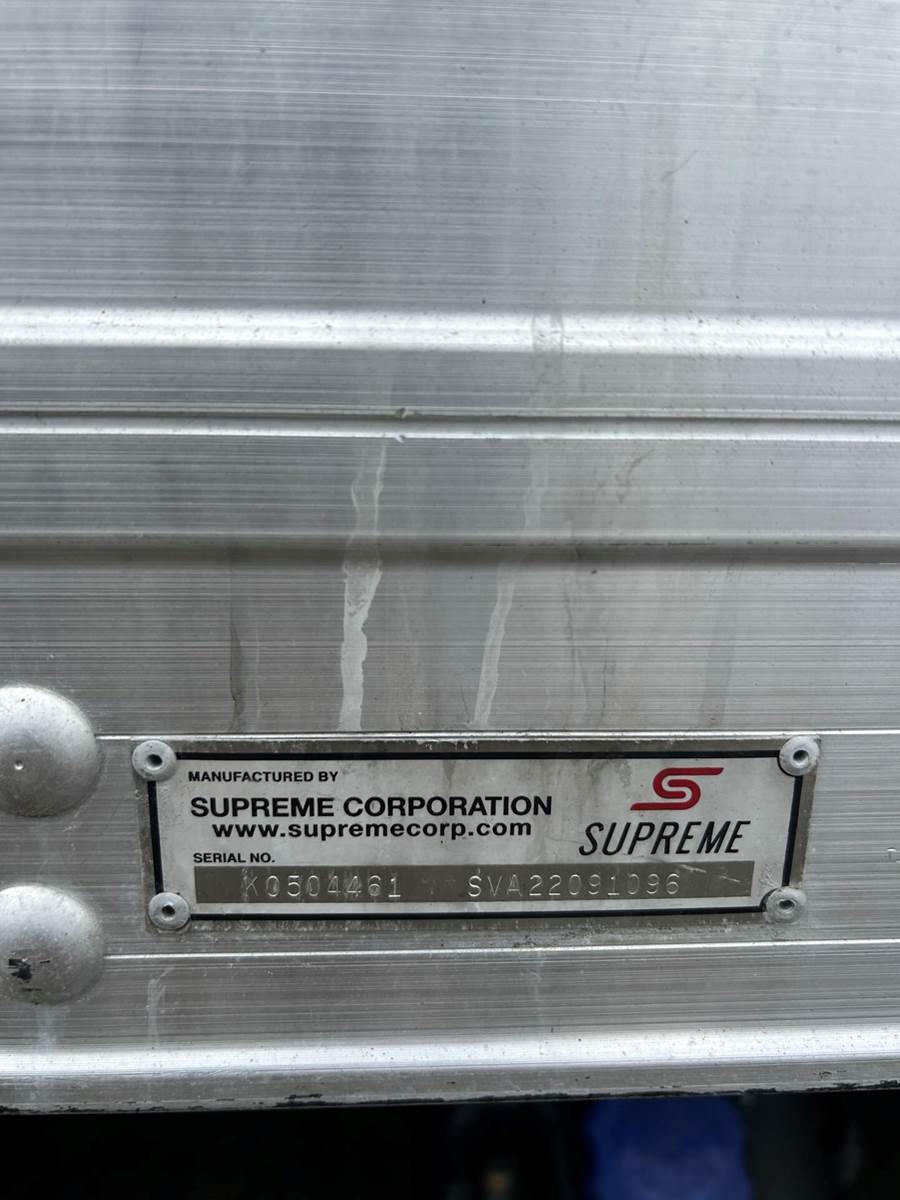 MANUFACTURED BY
SUPREME CORPORATION
www.supremecorp.com
SUPREME
SERIAL NO.
K0504461 SVA22091096